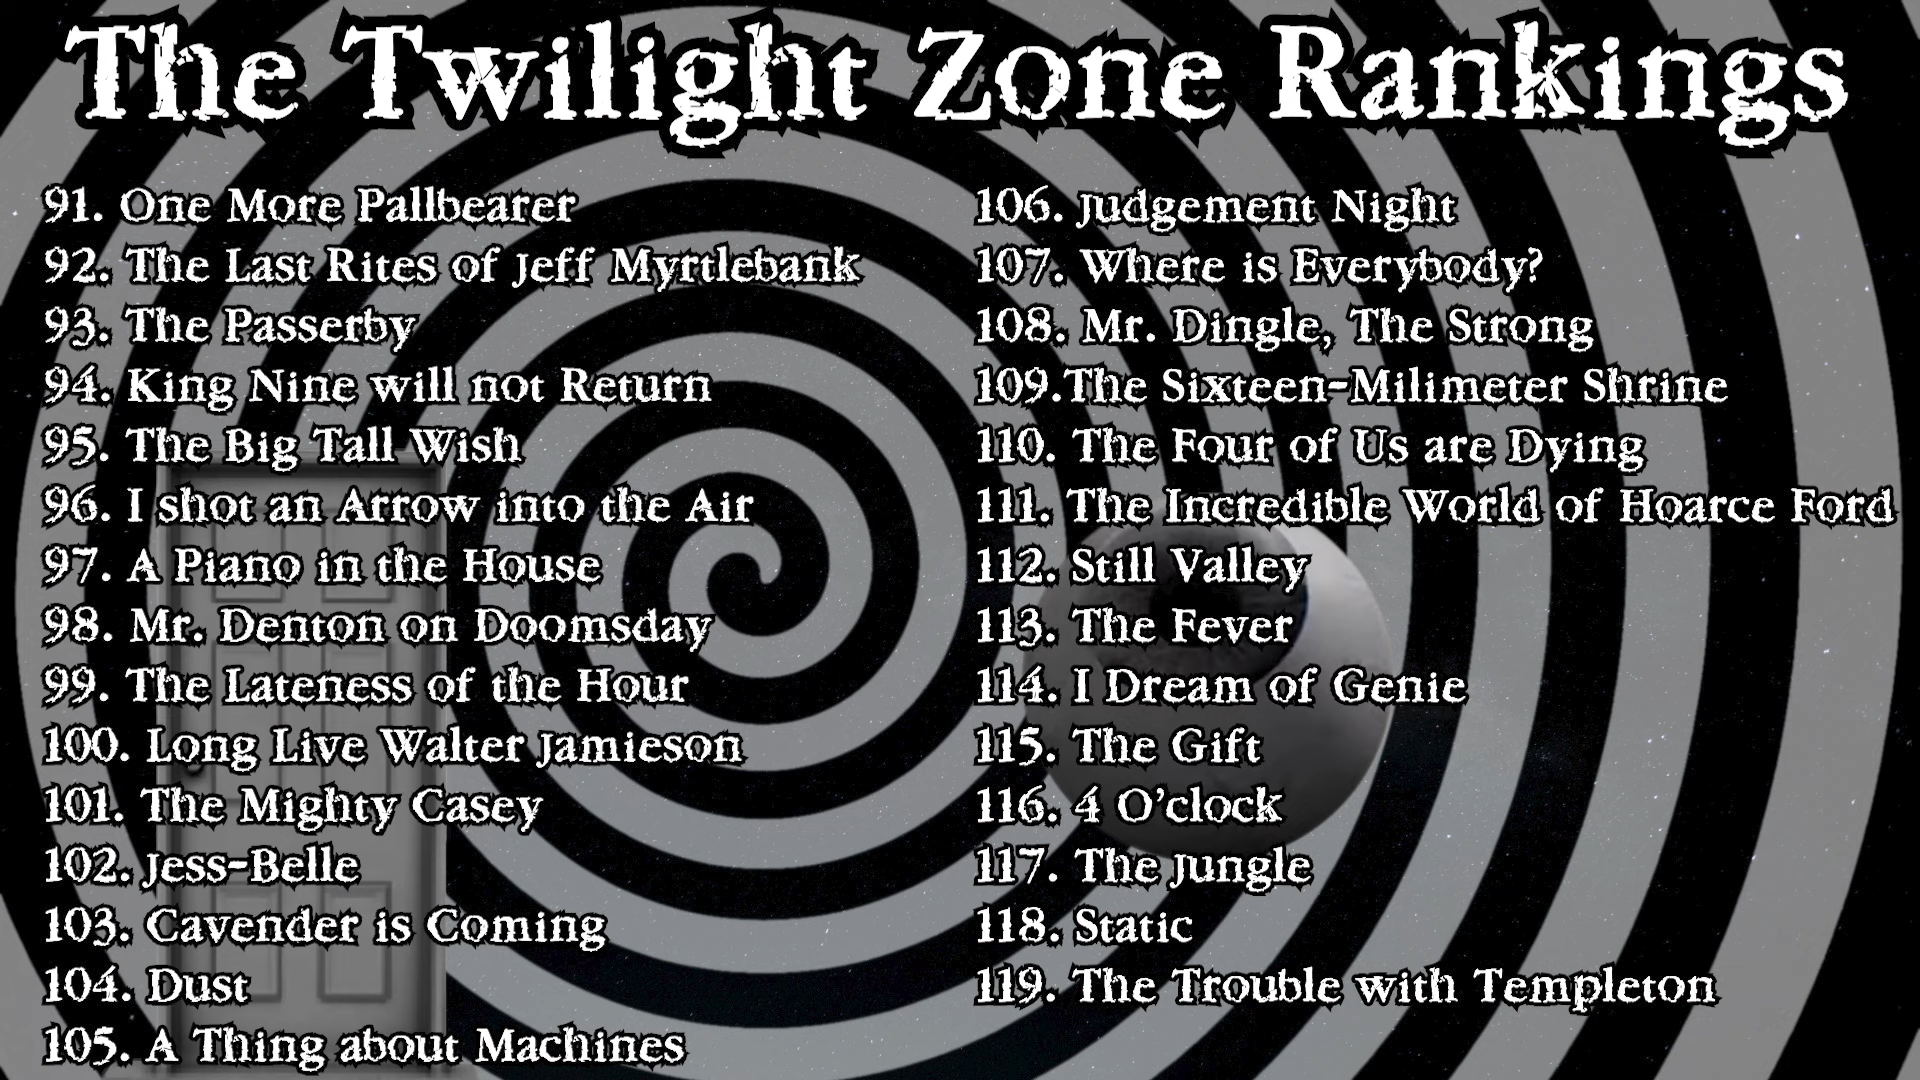 The Twilight Zone Rankings
91. One More Pallbearer
92. The Last Rites of Jeff Myrtlebank
93. The Passerby
94. King Nine will not Return
95. The Big Tall Wish
96. I shot an Arrow into the Air
97. A Piano in the House
98. Mr. Denton on Doomsday
99. The Lateness of the Hour
100. Long Live Walter Jamieson
101. The Mighty Casey
102. Jess-Belle
103. Cavender is Coming
104. Dust
105. A Thing about Machines
106. Judgement Night
107. Where is Everybody?
108. Mr. Dingle, The Strong
109.The Sixteen-Milimeter Shrine
110. The Four of Us are Dying
111. The Incredible World of Hoarce Ford
112. Still Valley
113. The Fever
114. I Dream of Genie
115. The Gift
116. 4 O'clock
117. The Jungle
118. Static
119. The Trouble with Templeton